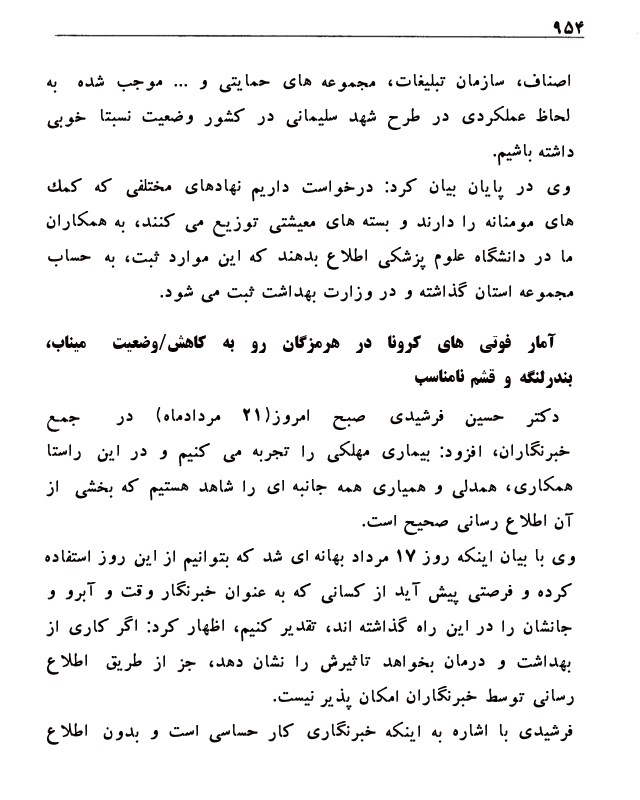 ۹۵۴
اصناف، سازمان تبلیغات، مجموعه های حمایتی و ... موجب شده به
لحاظ عملکردی در طرح شهد سلیمانی در کشور وضعیت نسبتا خوبی
داشته باشیم.
وی در پایان بیان کرد: درخواست داریم نهادهای مختلفی که کمك
های مومنانه را دارند و بسته های معیشتی توزیع می کنند، به همکاران
ما در دانشگاه علوم پزشکی اطلاع بدهند که این موارد ثبت، به حساب
مجموعه استان گذاشته و در وزارت بهداشت ثبت می شود.
آمار فوتی های کرونا در هرمزگان رو به کاهش/وضعیت میناب،
بندرلنگه و قشم نامناسب
دکتر حسین فرشیدی صبح امروز(۲۱ مردادماه) در جمع
خبرنگاران، افزود: بیماری مهلکی را تجربه می کنیم و در این راستا
همکاری، همدلی و همیاری همه جانبه ای را شاهد هستیم که بخشی از
آن اطلاع رسانی صحیح است.
وی با بیان اینکه روز ۱۷ مرداد بهانه ای شد که بتوانیم از این روز استفاده
کرده و فرصتی پیش آید از کسانی که به عنوان خبرنگار وقت و آبرو و
جانشان را در این راه گذاشته اند، تقدیر کنیم، اظهار کرد: اگر کاری از
بهداشت و درمان بخواهد تاثیرش را نشان دهد، جز از طریق اطلاع
رسانی توسط خبرنگاران امکان پذیر نیست.
فرشیدی با اشاره به اینکه خبرنگاری کار حساسی است و بدون اطلاع